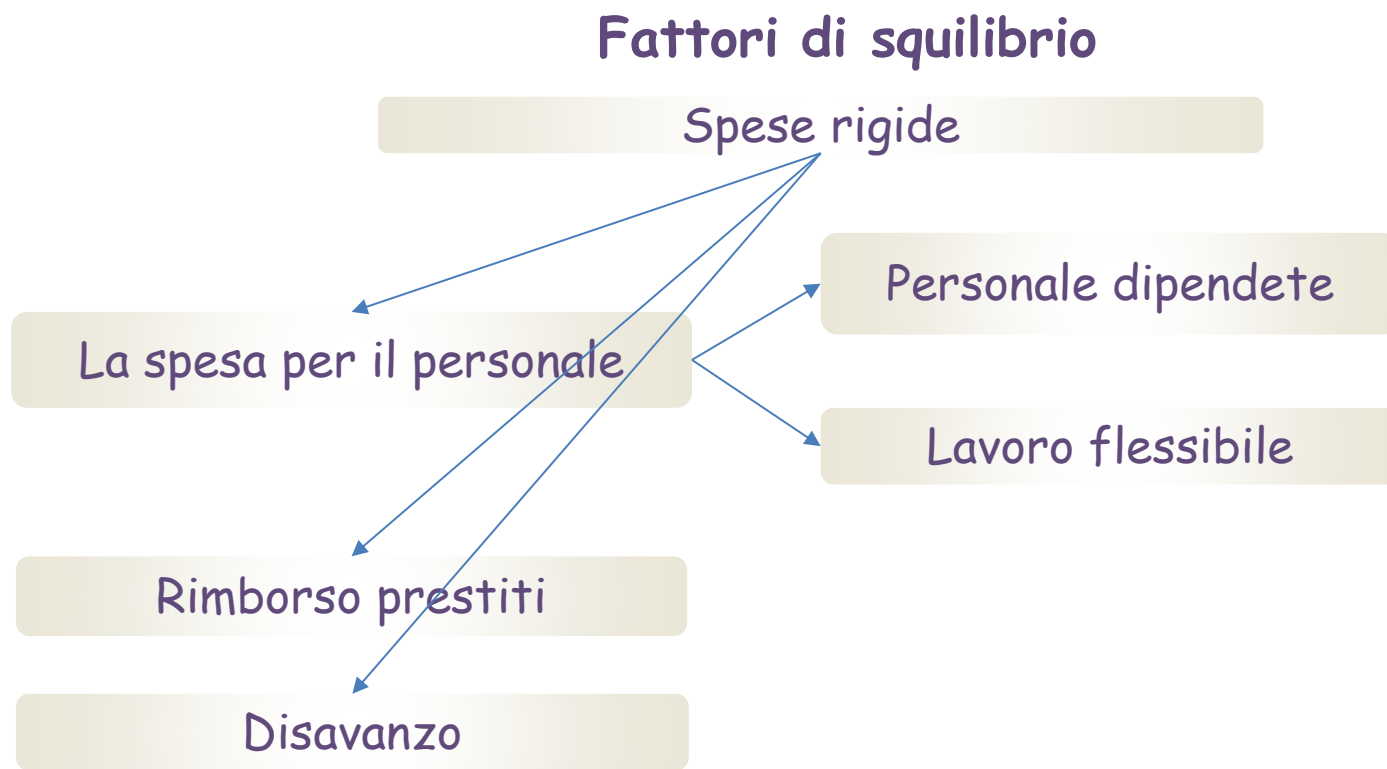 Fattori di squilibrio
Spese rigide
Personale dipendete
La spesa per il personale
Lavoro flessibile
Rimborso prestiti
Disavanzo